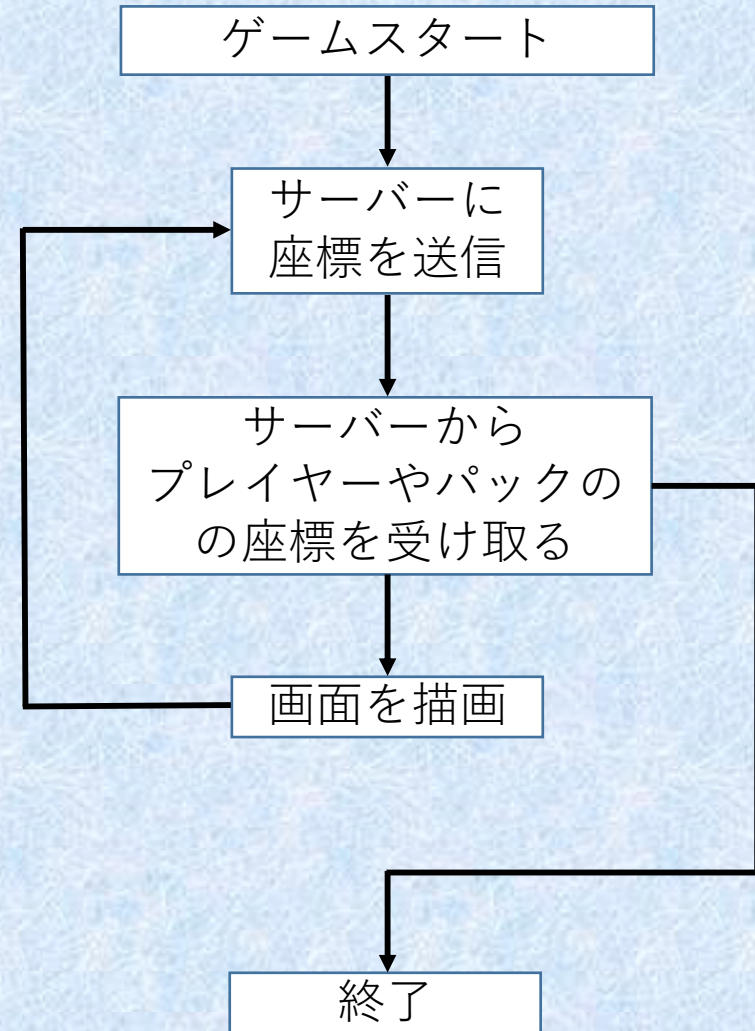 ゲームスタート
サーバーに
座標を送信
サーバーから
プレイヤーやパックの
の座標を受け取る
画面を描画
終了